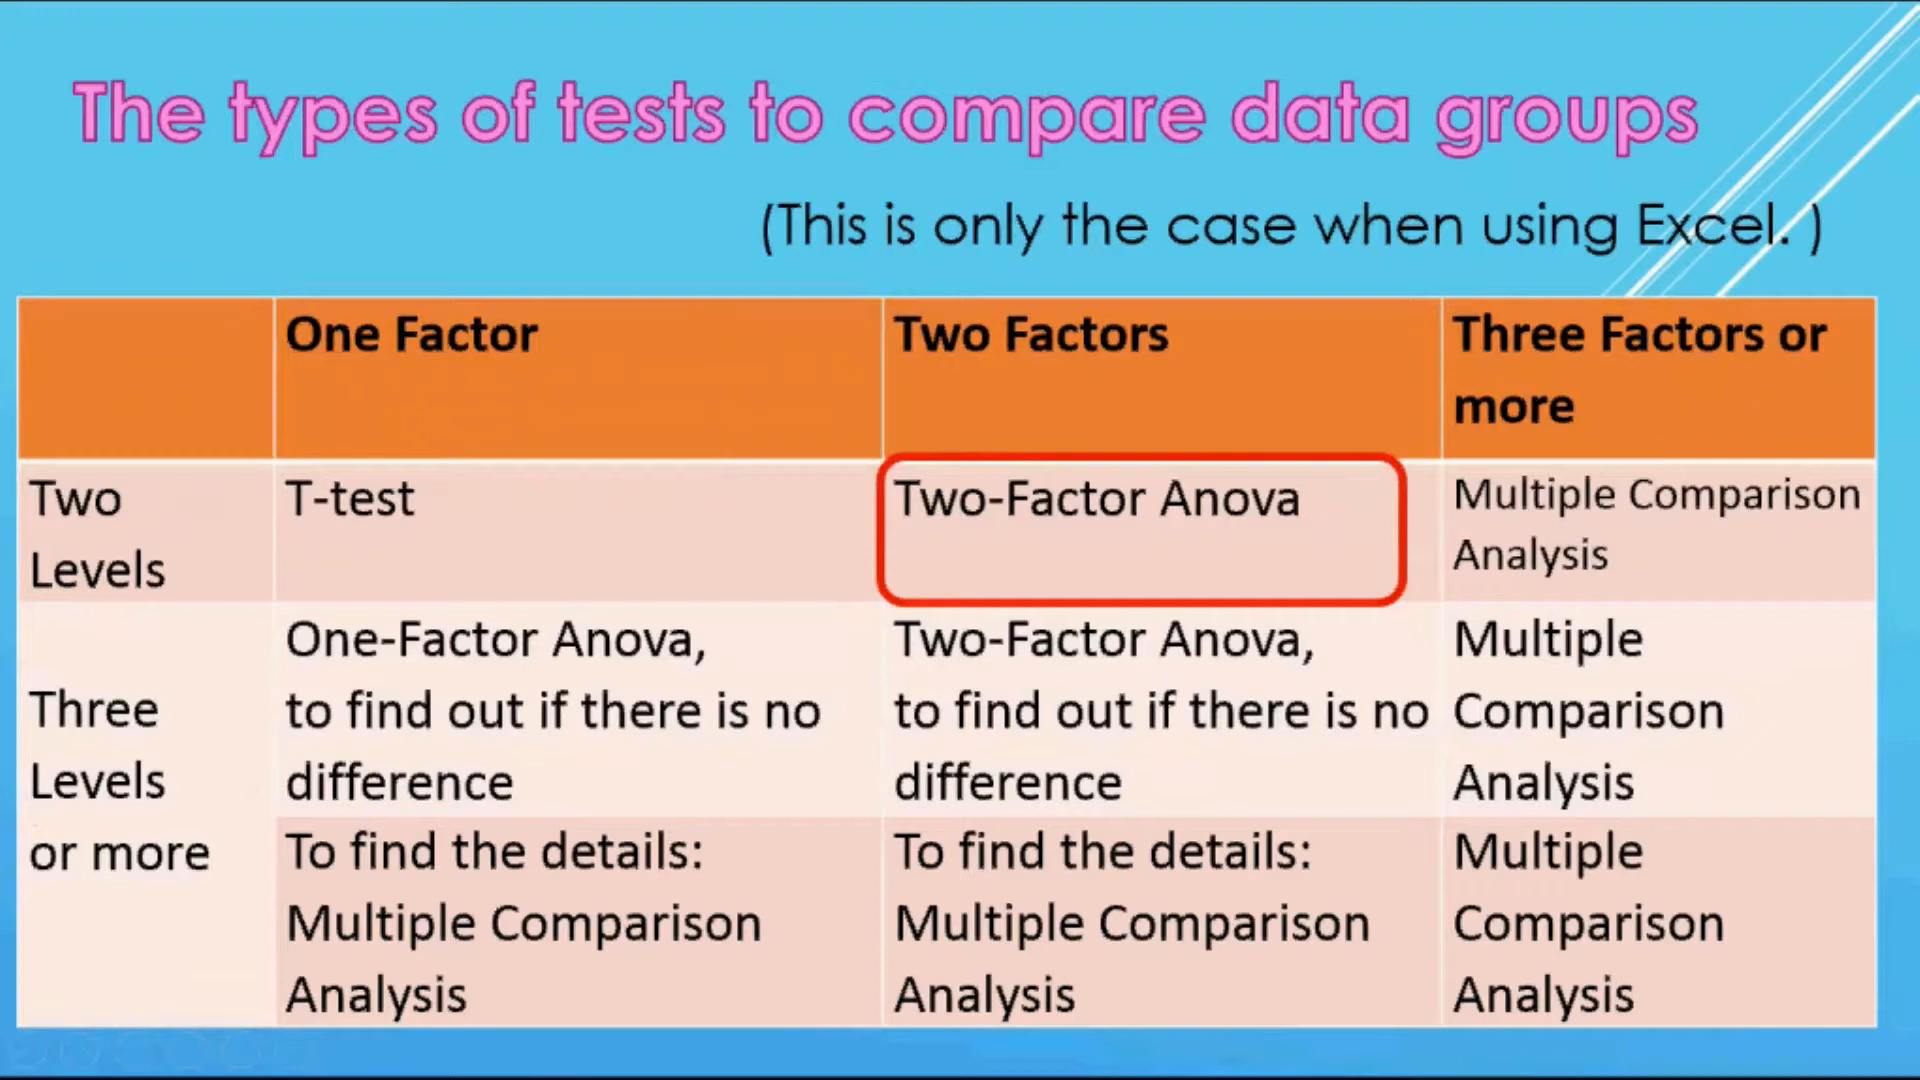 The types of tests to compare data groups
(This is only the case when using Excel. )
One Factor
Two Factors
Three Factors or
more
Two
Levels
T-test
Two-Factor Anova
Multiple Comparison
Analysis
Three
Levels
or more
One-Factor Anova,
to find out if there is no
difference
Two-Factor Anova,
to find out if there is no
difference
Multiple
Comparison
Analysis
To find the details:
Multiple Comparison
Analysis
To find the details:
Multiple Comparison
Analysis
Multiple
Comparison
Analysis